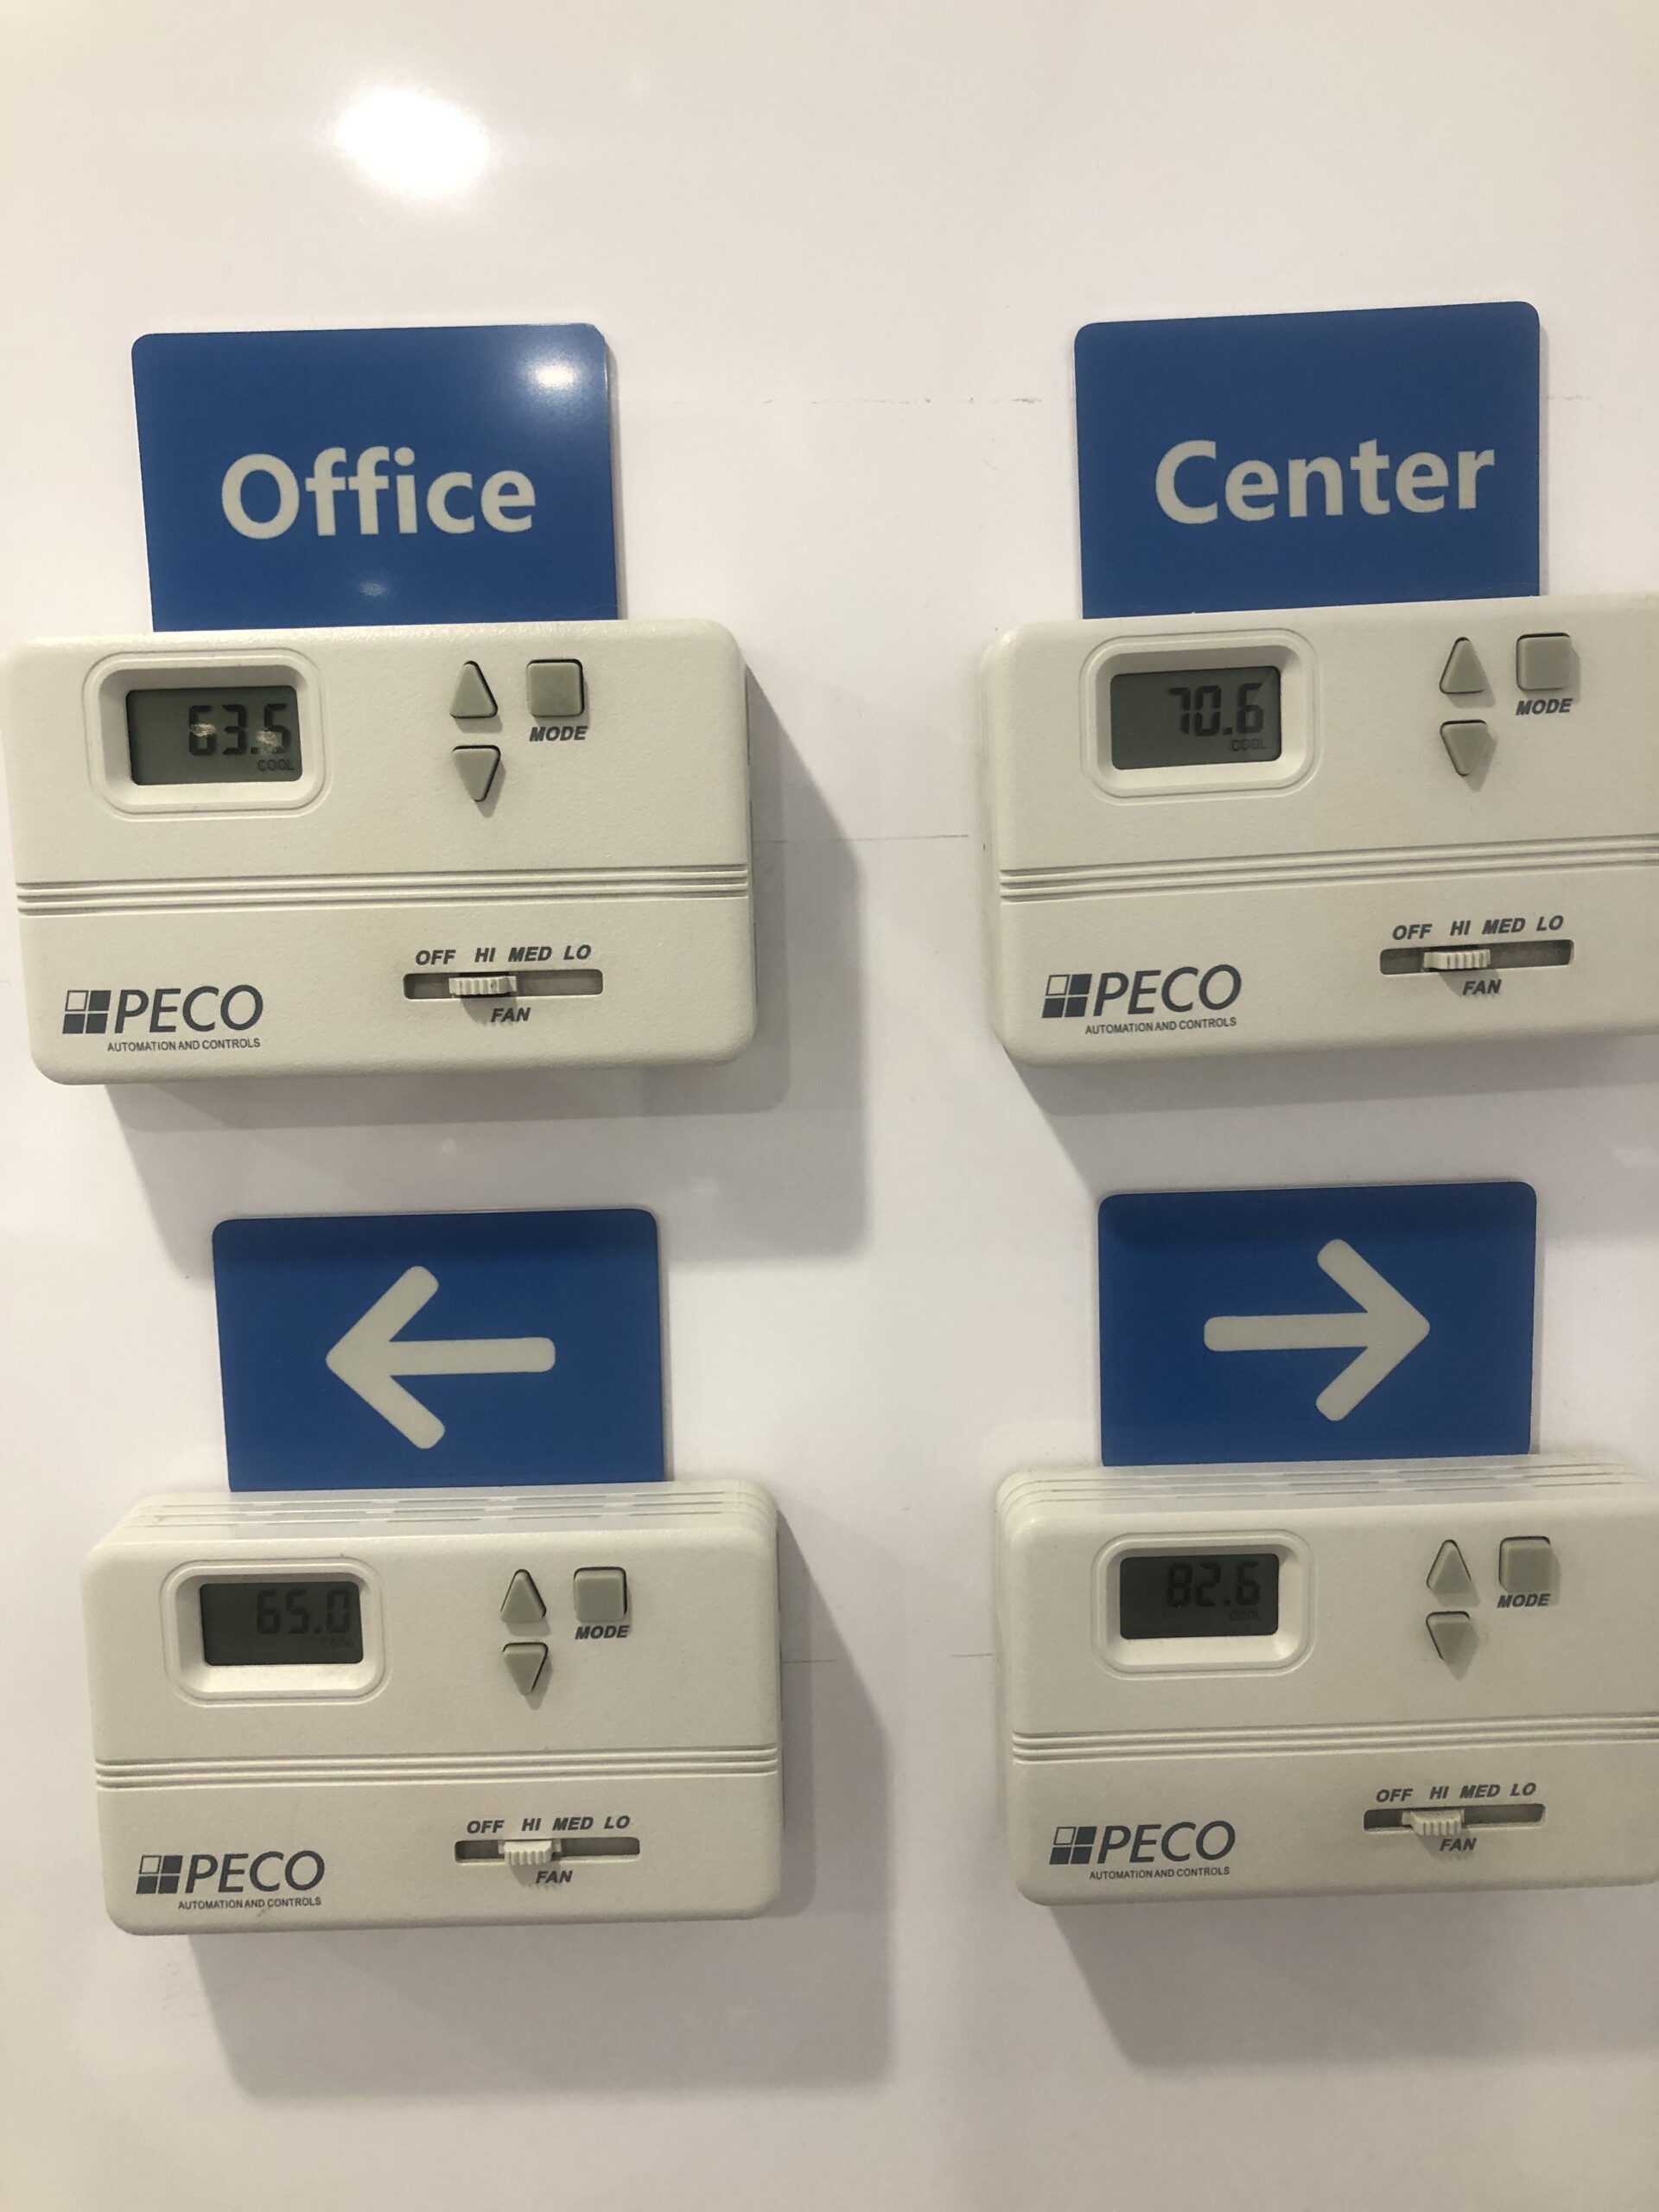 Office
Center
63.5
COOL
MODE
OFF HI MED LO
FAN
PECO
AUTOMATION AND CONTROLS
70.6
COOL
MODE
OFF HI MED LO
FAN
PECO
AUTOMATION AND CONTROLS
65.0
COOL
MODE
OFF HI MED LO
FAN
PECO
AUTOMATION AND CONTROLS
82.6
COOL
MODE
OFF HI MED LO
FAN
PECO
AUTOMATION AND CONTROLS